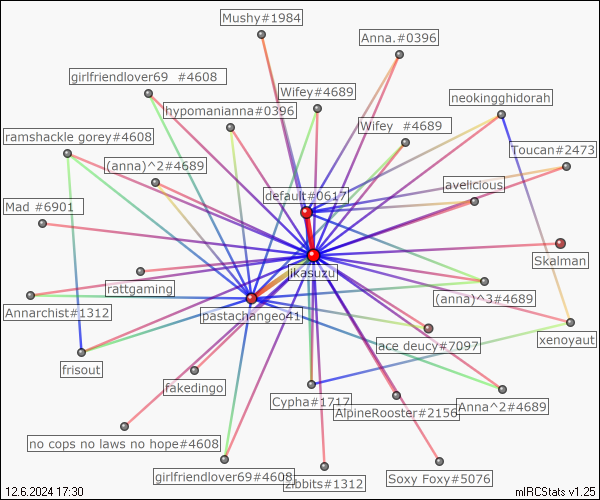 Mushy#1984
Anna.#0396
girlfriendlover69 #4608
Wifey#4689
neokingghidorah
hypomanianna#0396
ramshackle gorey#4608
Wifey #4689
Toucan#2473
(anna)^2#4689
avelicious
default#0617
Mad #6901
Skalman
ikasuzu
rattgaming
(anna)^3#4689
Annarchist#1312
pastachangeo41
xenoyaut
lace deucy#7097
frisout
fakedingo
Cypha#1717
AlpineRooster#2156
Anna^2#4689
no cops no laws no hope#4608
girlfriendlover69#4608
zibbits#1312
Soxy Foxy#5076
12.6.2024 17:30
mIRCStats v1.25